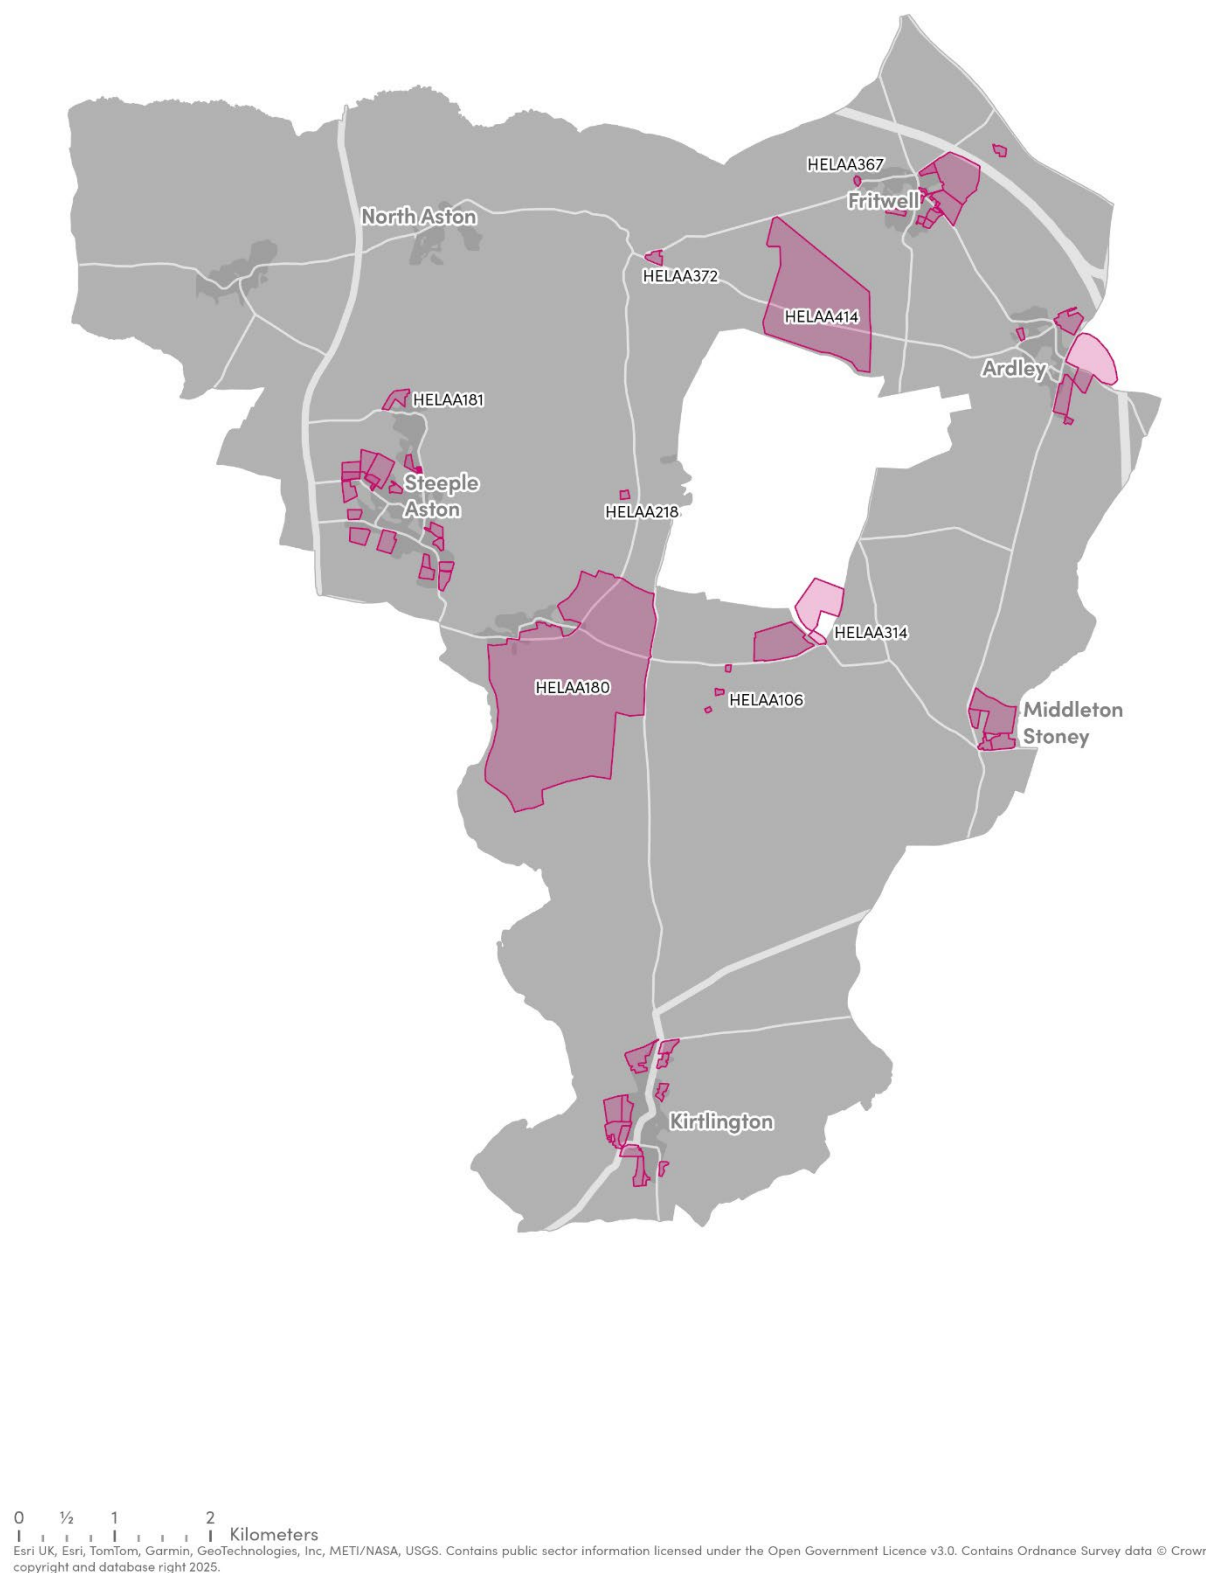 HELAA367
Fritwell
North Aston
HELAA372
HELAA414
Ardley
HELAA181
Steeple
Aston
HELAA218
HELAA314
HELAA180
HELAA106
Middleton
Stoney
Kirtlington
0 ½ 1 2 Kilometers
Esri UK, Esri, TomTom, Garmin, GeoTechnologies, Inc, METI/NASA, USGS. Contains public sector information licensed under the Open Government Licence v3.0. Contains Ordnance Survey data © Crown
copyright and database right 2025.